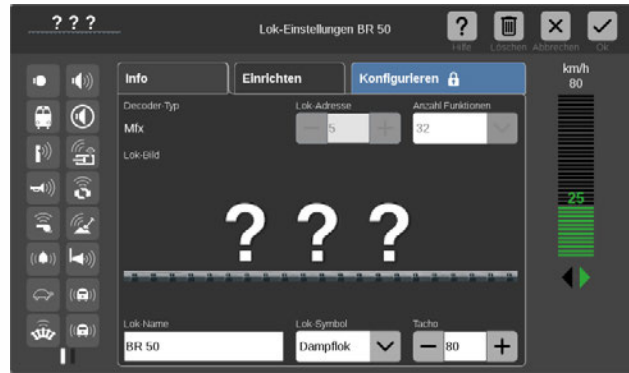 ? ? ?
Lok-Einstellungen BR 50
?
Hilfe
Löschen
Abbrechen
Ok
Info
Einrichten
Konfigurieren
km/h
80
Decoder-Typ
Lok-Adresse
Anzahl Funktionen
Mfx
5
32
Lok-Bild
25
? ? ?
Lok-Name
Lok-Symbol
Tacho
BR 50
Dampflok
80